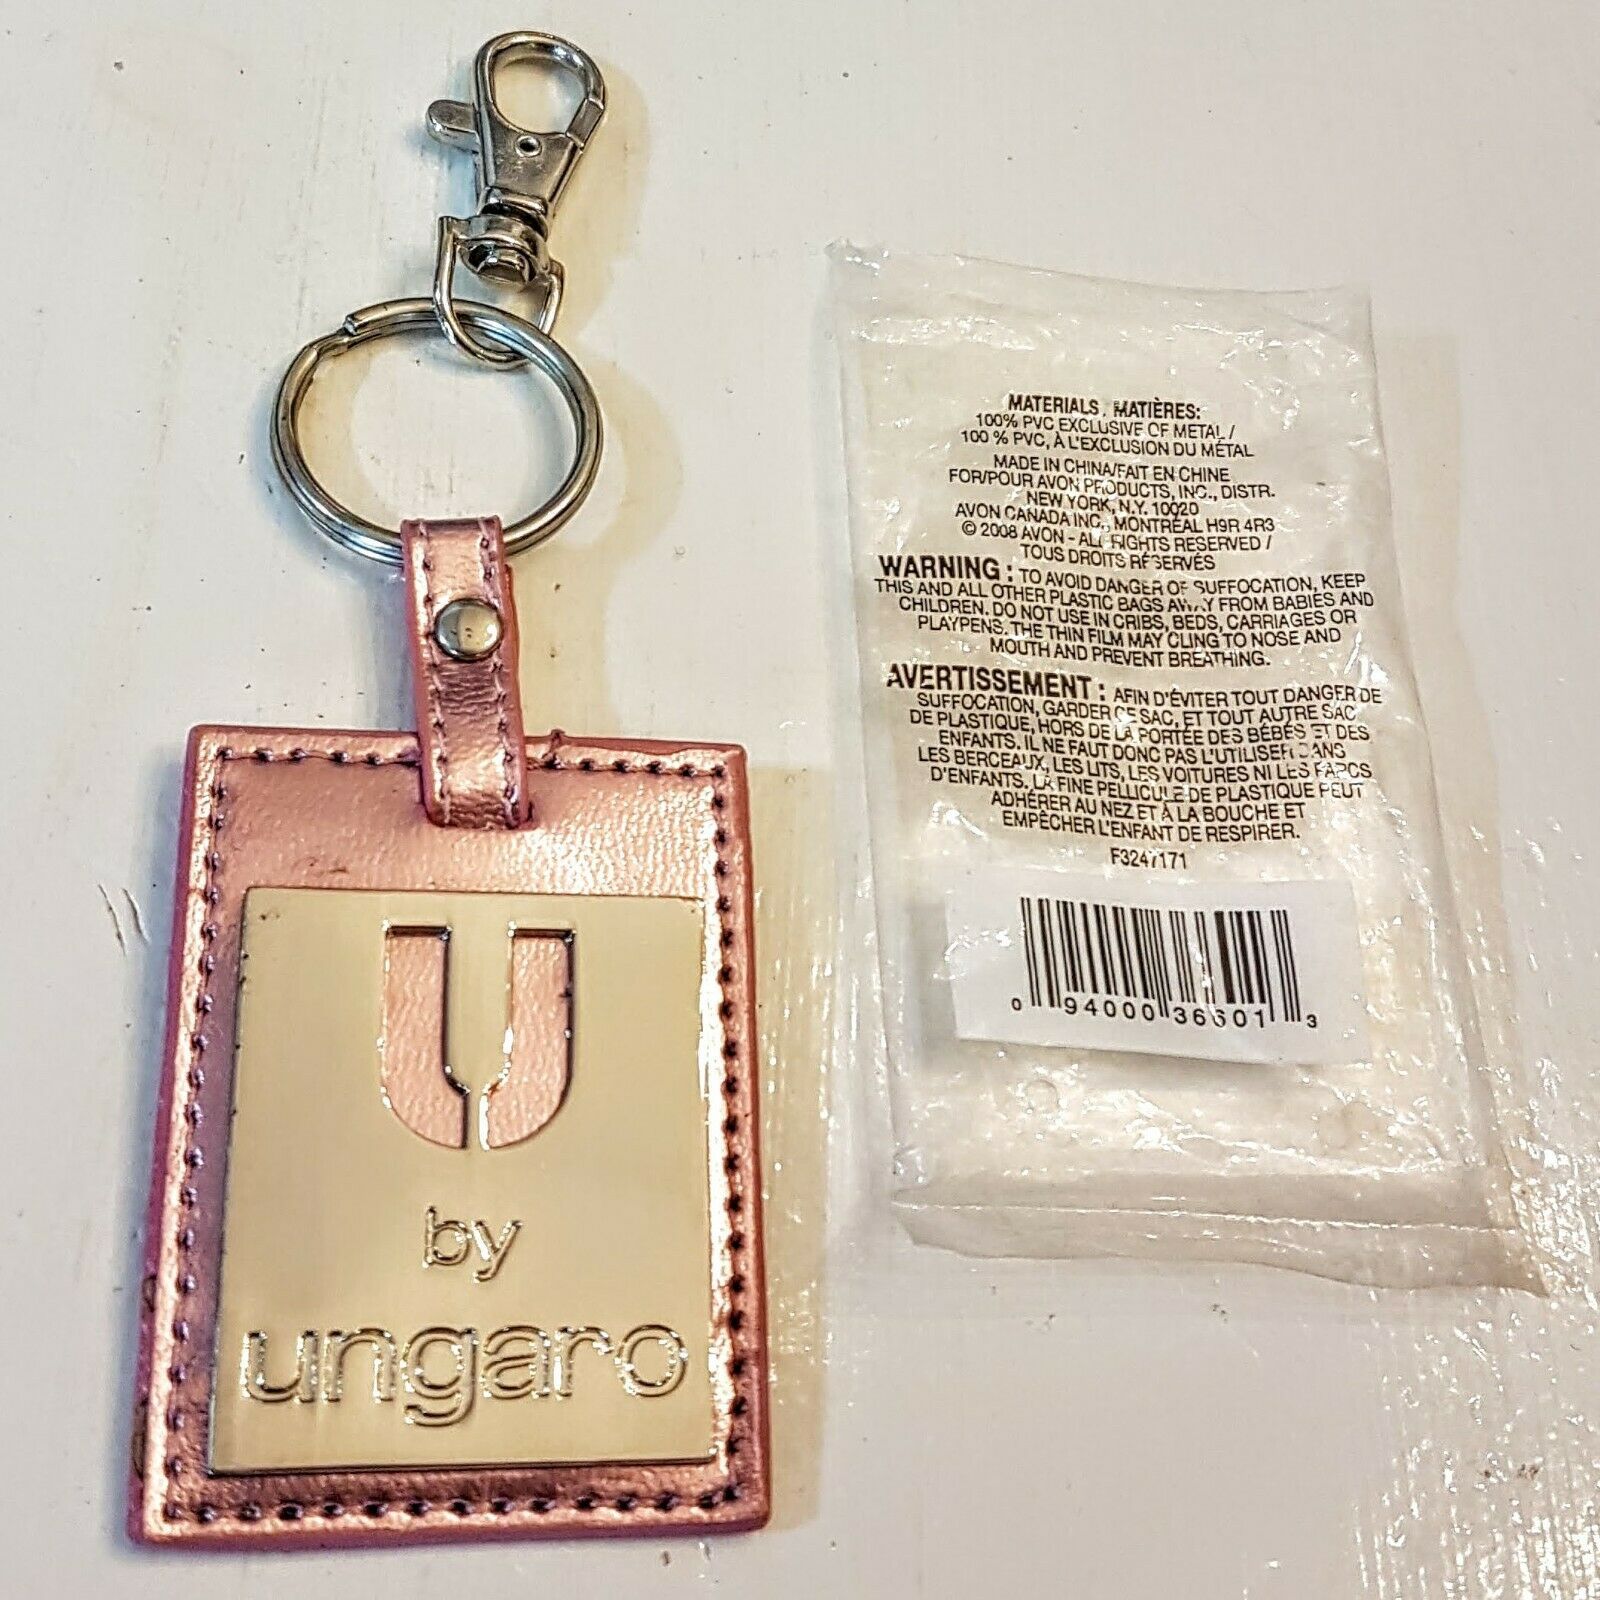 U
by
ungaro
MATERIALS, MATIÈRES:
100% PVC EXCLUSIVE OF METAL /
100 % PVC, À L'EXCLUSION DU MÉTAL
MADE IN CHINA/FAIT EN CHINE
FOR/POUR AVON PRODUCTS, INC., DISTR.
NEW YORK, N.Y. 10020
AVON CANADA INC., MONTRÉAL H9R 4R3
© 2008 AVON - ALL RIGHTS RESERVED /
TOUS DROITS RÉSERVÉS
WARNING : TO AVOID DANGER OF SUFFOCATION, KEEP
THIS AND ALL OTHER PLASTIC BAGS AWAY FROM BABIES AND
CHILDREN. DO NOT USE IN CRIBS, BEDS, CARRIAGES OR
PLAYPENS. THE THIN FILM MAY CLING TO NOSE AND
MOUTH AND PREVENT BREATHING.
AVERTISSEMENT : AFIN D'ÉVITER TOUT DANGER DE
SUFFOCATION, GARDER CE SAC, ET TOUT AUTRE SAC
DE PLASTIQUE, HORS DE LA PORTÉE DES BÉBÉS ET DES
ENFANTS. IL NE FAUT DONC PAS L'UTILISER DANS
LES BERCEAUX, LES LITS, LES VOITURES NI LES PARCS
D'ENFANTS. LA FINE PELLICULE DE PLASTIQUE PEUT
ADHÉRER AU NEZ ET À LA BOUCHE ET
EMPÊCHER L'ENFANT DE RESPIRER.
F3247171
0 94000 36601 3